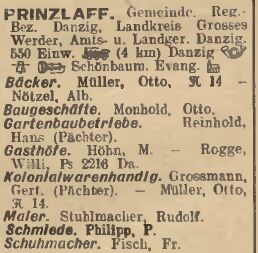 PRINZLAFF. Gemeinde. Reg.-
Bez. Danzig, Landkreis Grosses
Werder, Amts- u. Landger. Danzig.
550 Einw. (4 km) Danzig
Schönbaum. Evang.
Bäcker. Müller, Otto, 14 –
Nötzel, Alb.
Baugeschäfte. Monhold, Otto.
Gartenbaubetriebe. Reinhold,
Hans (Pächter).
Gasthöfe. Höhn, M. – Rogge,
Willi, Ps 2216 Da.
Kolonialwarenhandlg. Grossmann,
Gert. (Pächter). – Müller, Otto,
14.
Maler. Stuhlmacher, Rudolf.
Schmiede. Philipp, P.
Schuhmacher. Fisch, Fr.